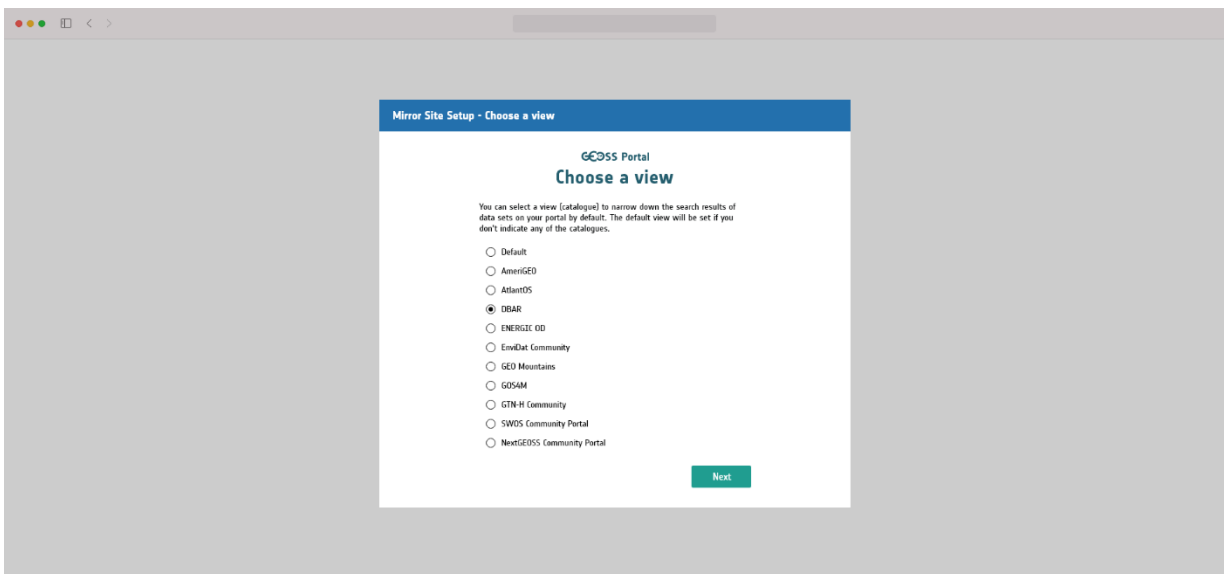 Mirror Site Setup - Choose a view
GEOSS Portal
Choose a view
You can select a view (catalogue) to narrow down the search results of
data sets on your portal by default. The default view will be set if you
don't indicate any of the catalogues.
Default
AmeriGEO
AtlantOS
DBAR
ENERGIC OD
EnviDat Community
GEO Mountains
GOS4M
GTN-H Community
SWOS Community Portal
NextGEOSS Community Portal
Next